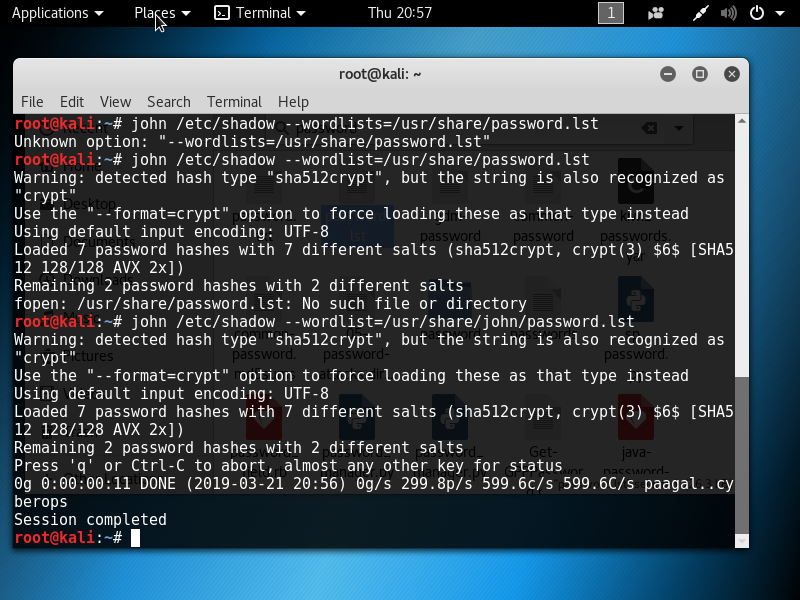 Applications Places Terminal Thu 20:57 1
root@kali: ~
File Edit View Search Terminal Help
root@kali:~# john /etc/shadow --wordlists=/usr/share/password.lst
Unknown option: "--wordlists=/usr/share/password.lst"
root@kali:~# john /etc/shadow --wordlist=/usr/share/password.lst
Warning: detected hash type "sha512crypt", but the string is also recognized as
"crypt"
Use the "--format=crypt" option to force loading these as that type instead
Using default input encoding: UTF-8
Loaded 7 password hashes with 7 different salts (sha512crypt, crypt(3) $6$ [SHA5
12 128/128 AVX 2x])
Remaining 2 password hashes with 2 different salts
fopen: /usr/share/password.lst: No such file or directory
root@kali:~# john /etc/shadow --wordlist=/usr/share/john/password.lst
Warning: detected hash type "sha512crypt", but the string is also recognized as
"crypt"
Use the "--format=crypt" option to force loading these as that type instead
Using default input encoding: UTF-8
Loaded 7 password hashes with 7 different salts (sha512crypt, crypt(3) $6$ [SHA5
12 128/128 AVX 2x])
Remaining 2 password hashes with 2 different salts
Press 'q' or Ctrl-C to abort, almost any other key for status
0g 0:00:00:11 DONE (2019-03-21 20:56) 0g/s 299.8p/s 599.6c/s 599.6C/s paagal..cy
berops
Session completed
root@kali:~#